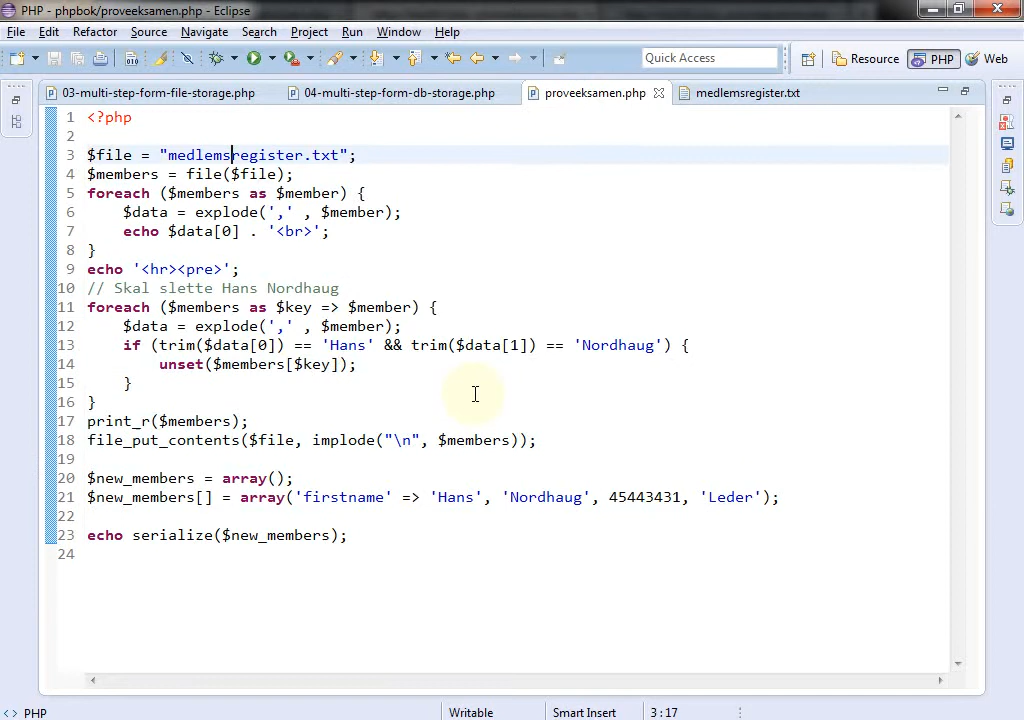 PHP - phpbok/proveeksamen.php - Eclipse
File Edit Refactor Source Navigate Search Project Run Window Help
Quick Access Resource PHP Web
03-multi-step-form-file-storage.php 04-multi-step-form-db-storage.php proveeksamen.php medlemsregister.txt
1 <?php
2
3 $file = "medlemsregister.txt";
4 $members = file($file);
5 foreach ($members as $member) {
6     $data = explode(',' , $member);
7     echo $data[0] . '<br>';
8 }
9 echo '<hr><pre>';
10 // Skal slette Hans Nordhaug
11 foreach ($members as $key => $member) {
12     $data = explode(',' , $member);
13     if (trim($data[0]) == 'Hans' && trim($data[1]) == 'Nordhaug') {
14         unset($members[$key]);
15     }
16 }
17 print_r($members);
18 file_put_contents($file, implode("\n", $members));
19
20 $new_members = array();
21 $new_members[] = array('firstname' => 'Hans', 'Nordhaug', 45443431, 'Leder');
22
23 echo serialize($new_members);
24
PHP Writable Smart Insert 3:17